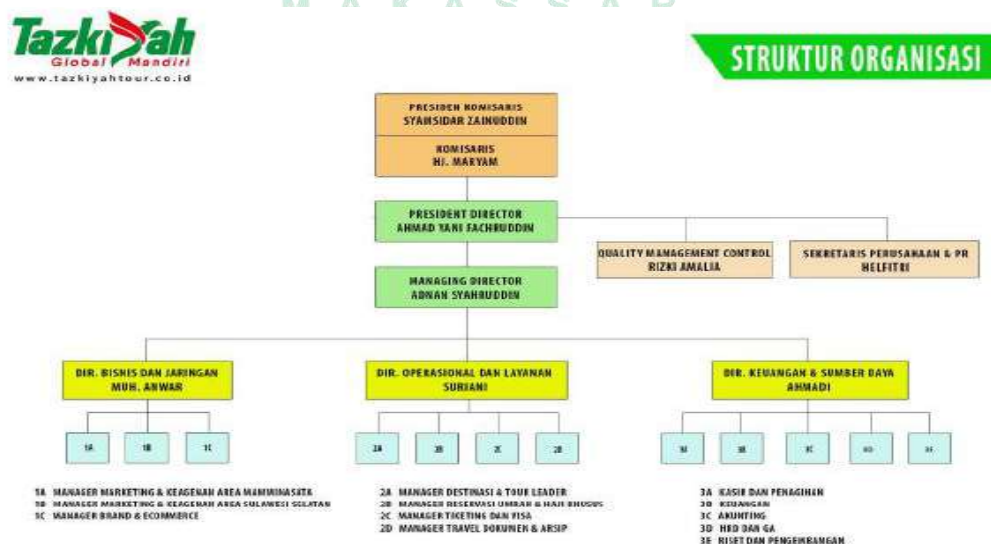 M A K A S S A R
Tazkiyah
Global Mandiri
www.tazkiyahtour.co.id
STRUKTUR ORGANISASI
PRESIDEN KOMISARIS
SYAMSIDAR ZAINUDDIN
KOMISARIS
HJ. MARYAM
PRESIDENT DIRECTOR
AHMAD YANI FACHRUDDIN
QUALITY MANAGEMENT CONTROL
RIZKI AMALIA
SEKRETARIS PERUSAHAAN & PR
HELFITRI
MANAGING DIRECTOR
ADNAN SYAHRUDDIN
DIR. BISNIS DAN JARINGAN
MUH. ANWAR
DIR. OPERASIONAL DAN LAYANAN
SURIANI
DIR. KEUANGAN & SUMBER DAYA
AHMADI
1A
1B
1C
2A
2B
2C
3C
1A MANAGER MARKETING & KEAGENAN AREA MAMMINASATA
1B MANAGER MARKETING & KEAGENAN AREA SULAWESI SELATAN
1C MANAGER BRAND & ECOMMERCE
2A MANAGER DESTINASI & TOUR LEADER
2B MANAGER RESERVASI UMRAH & HAJI KHUSUS
2C MANAGER TICETING DAN VISA
2D MANAGER TRAVEL DOKUMEN & ARSIP
3A KASIR DAN PENAGIHAN
3B KEUANGAN
3C AKUNTING
3D HRD DAN GA
3E RISET DAN PENGEMBANGAN